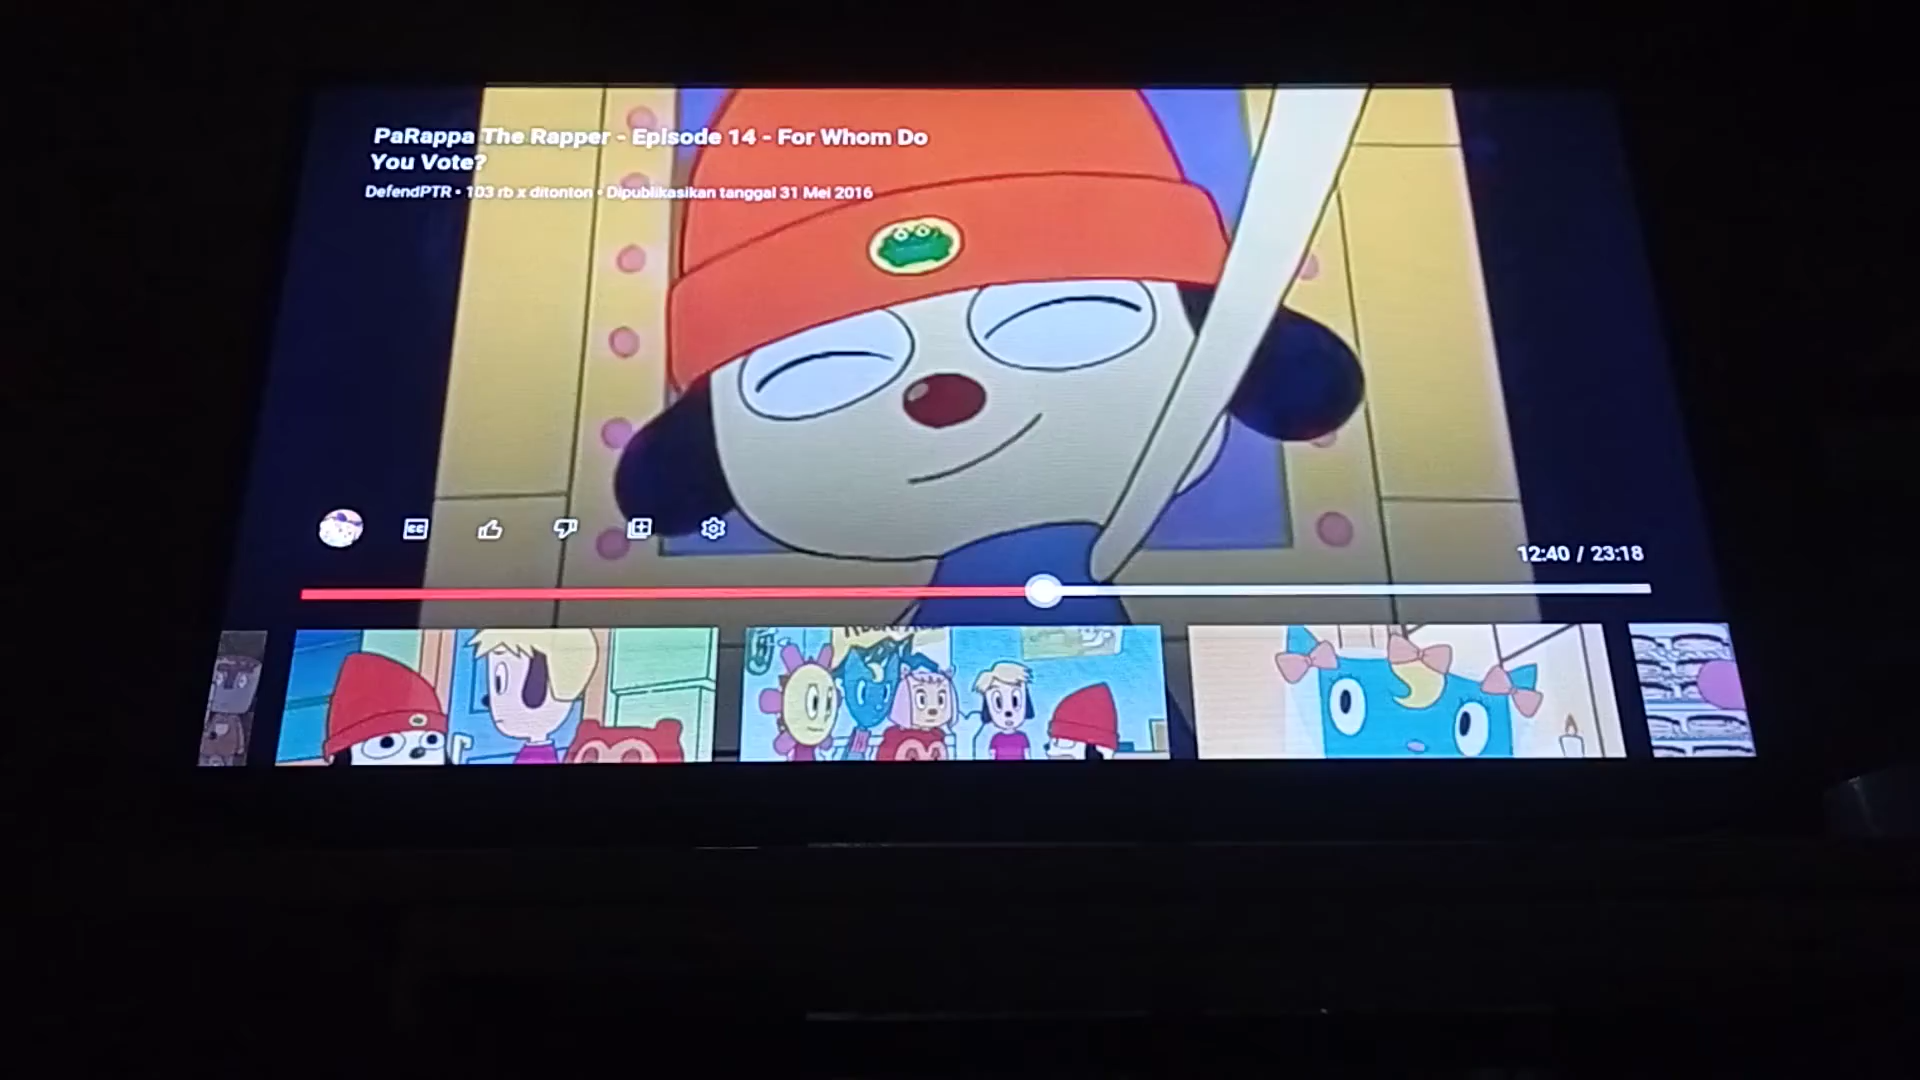 PaRappa The Rapper - Episode 14 - For Whom Do
You Vote?
DefendPTR • 103 rb x ditonton • Dipublikasikan tanggal 31 Mei 2016
CC
12:40 / 23:18